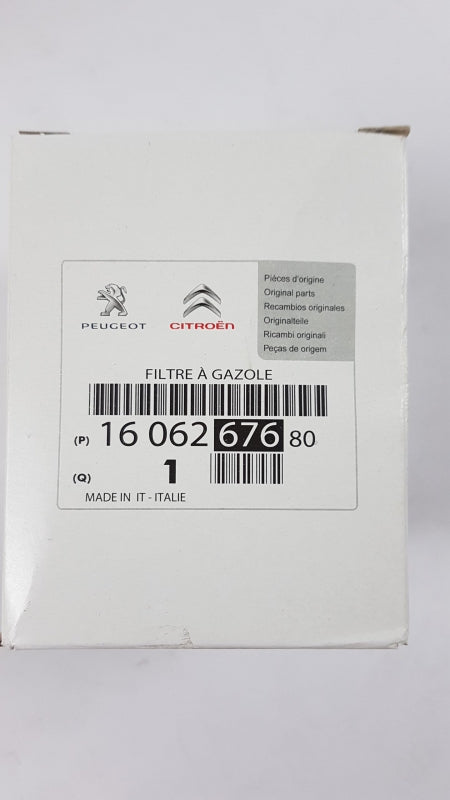 PEUGEOT
CITROËN
Pièces d'origine
Original parts
Recambios originales
Originalteile
Ricambi originali
Peças de origem
FILTRE À GAZOLE
(P) 16 062 676 80
(Q) 1
MADE IN IT - ITALIE